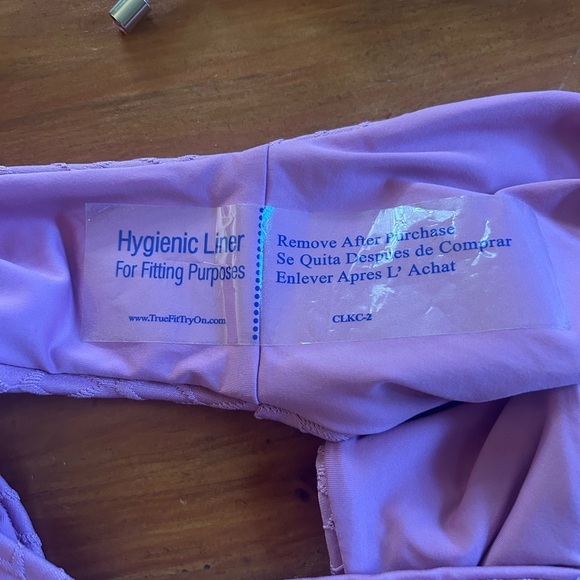 Hygienic Liner
For Fitting Purposes
www.TrueFitTryOn.com
Remove After Purchase
Se Quita Despues de Comprar
Enlever Apres L' Achat
CLKC-2